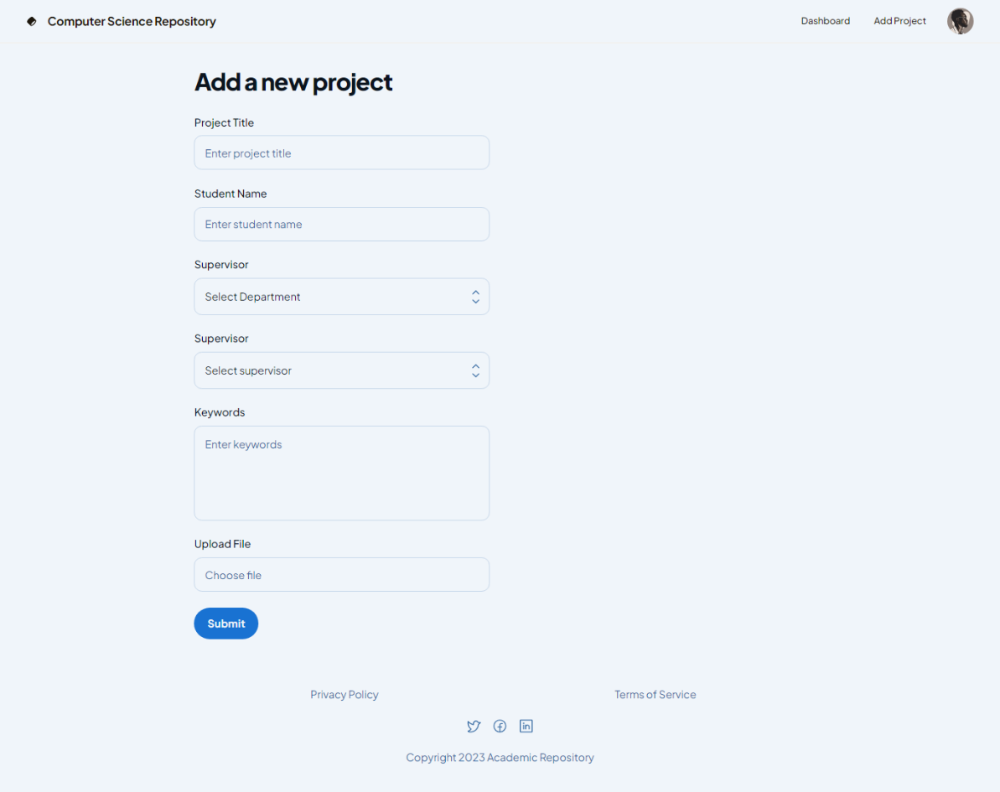 Computer Science Repository
Dashboard
Add Project
Add a new project
Project Title
Enter project title
Student Name
Enter student name
Supervisor
Select Department
Supervisor
Select supervisor
Keywords
Enter keywords
Upload File
Choose file
Submit
Privacy Policy
Terms of Service
in
Copyright 2023 Academic Repository